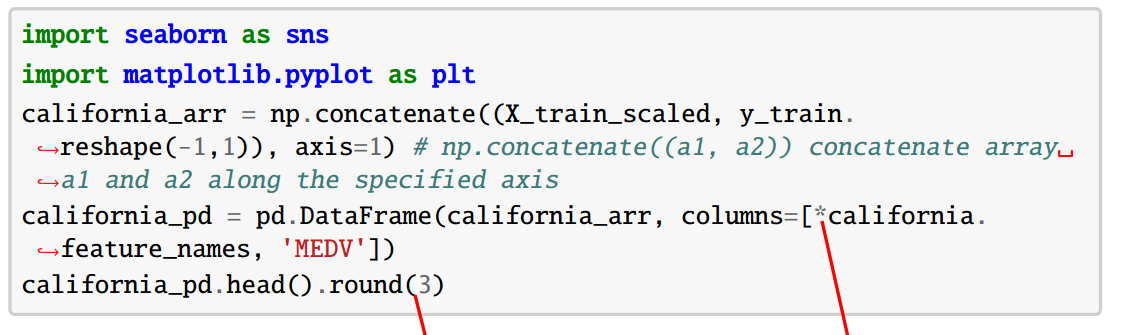 import seaborn as sns
import matplotlib.pyplot as plt
california_arr = np.concatenate((X_train_scaled, y_train.
↪reshape(-1,1)), axis=1) # np.concatenate((a1, a2)) concatenate array␣
↪a1 and a2 along the specified axis
california_pd = pd.DataFrame(california_arr, columns=[*california.
↪feature_names, 'MEDV'])
california_pd.head().round(3)